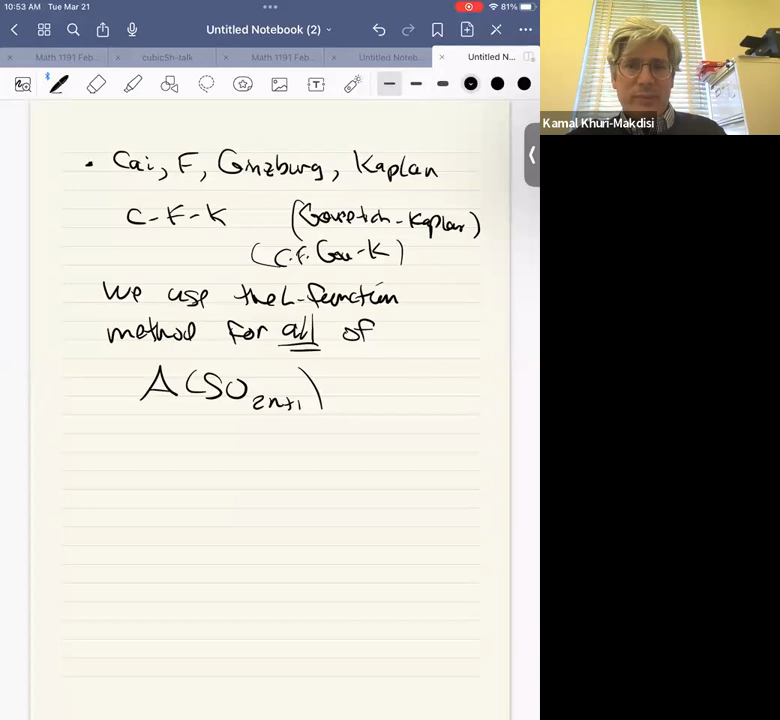 10:53 AM Tue Mar 21
81%
Untitled Notebook (2)
Math 1191 Feb... cubicSh-talk Math 1191 Feb... Untitled Noteb... Untitled N...
Kamal Khuri-Makdisi
• Cai, F, Ginzburg, Kaplan
C-F-K (Gourevitch-Kaplan)
(C.F. Gou-K)
We use the L-function
method for all of
A(SO₂ₙ₊₁)